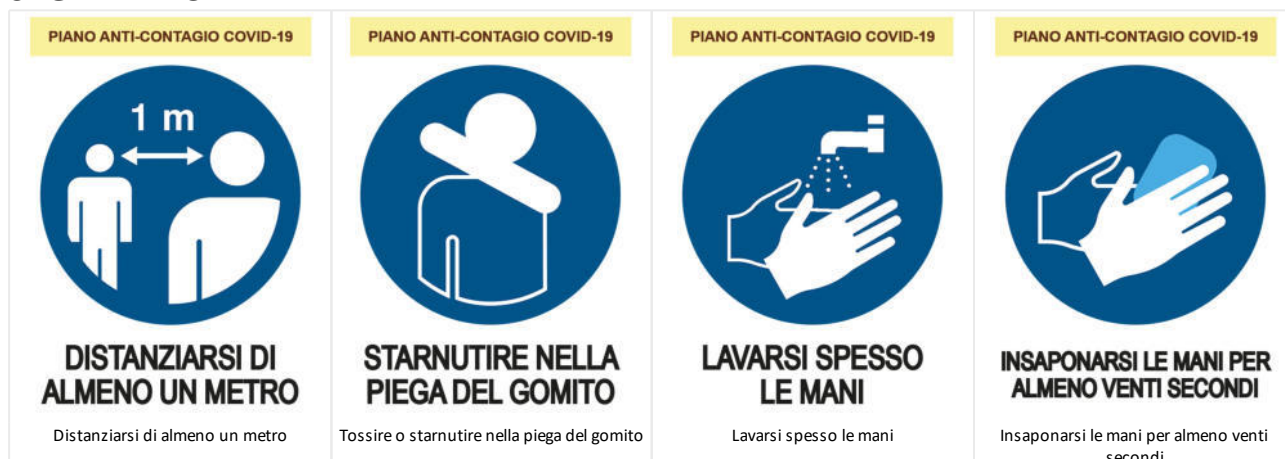 PIANO ANTI-CONTAGIO COVID-19
1 m
DISTANZIARSI DI
ALMENO UN METRO
Distanziarsi di almeno un metro
PIANO ANTI-CONTAGIO COVID-19
STARNUTIRE NELLA
PIEGA DEL GOMITO
Tossire o starnutire nella piega del gomito
PIANO ANTI-CONTAGIO COVID-19
LAVARSI SPESSO
LE MANI
Lavarsi spesso le mani
PIANO ANTI-CONTAGIO COVID-19
INSAPONARSI LE MANI PER
ALMENO VENTI SECONDI
Insaponarsi le mani per almeno venti
secondi